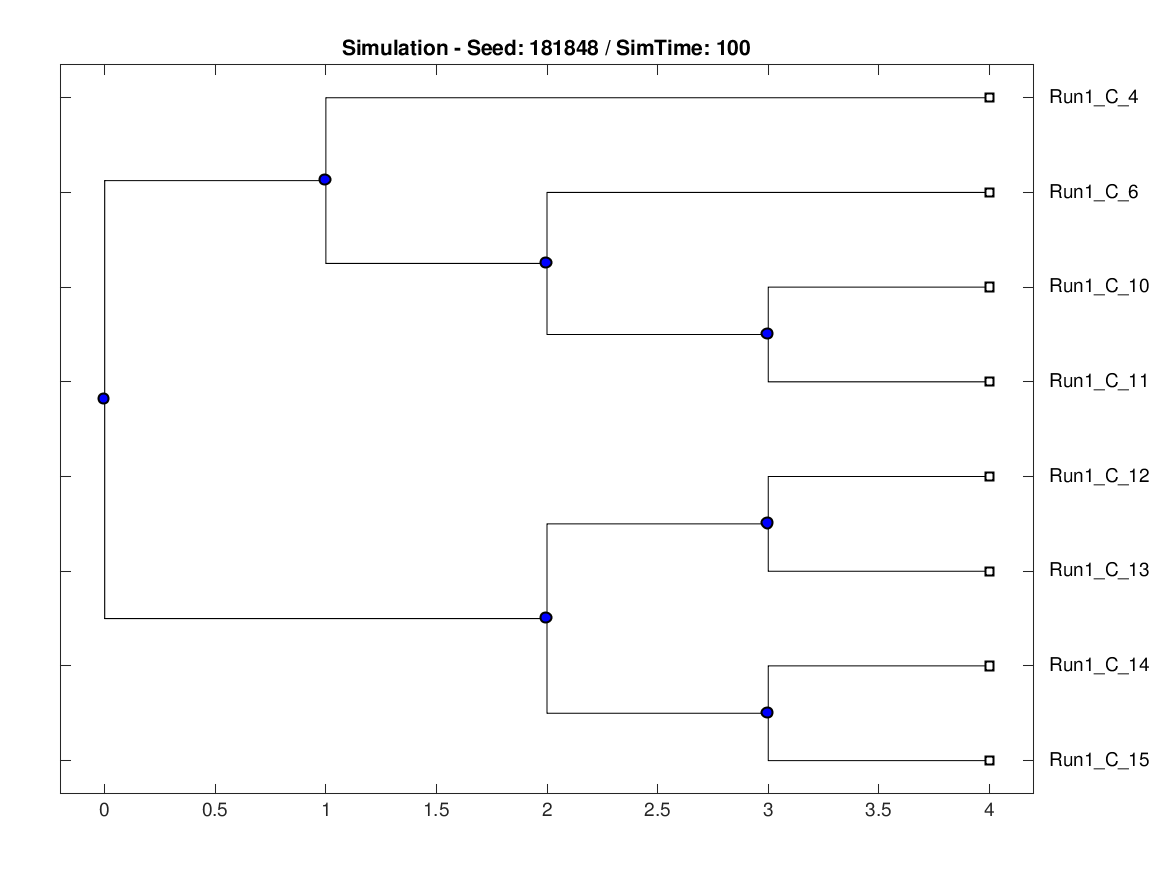 Simulation - Seed: 181848 / SimTime: 100
Run1_C_4
Run1_C_6
Run1_C_10
Run1_C_11
Run1_C_12
Run1_C_13
Run1_C_14
Run1_C_15
0 0.5 1 1.5 2 2.5 3 3.5 4